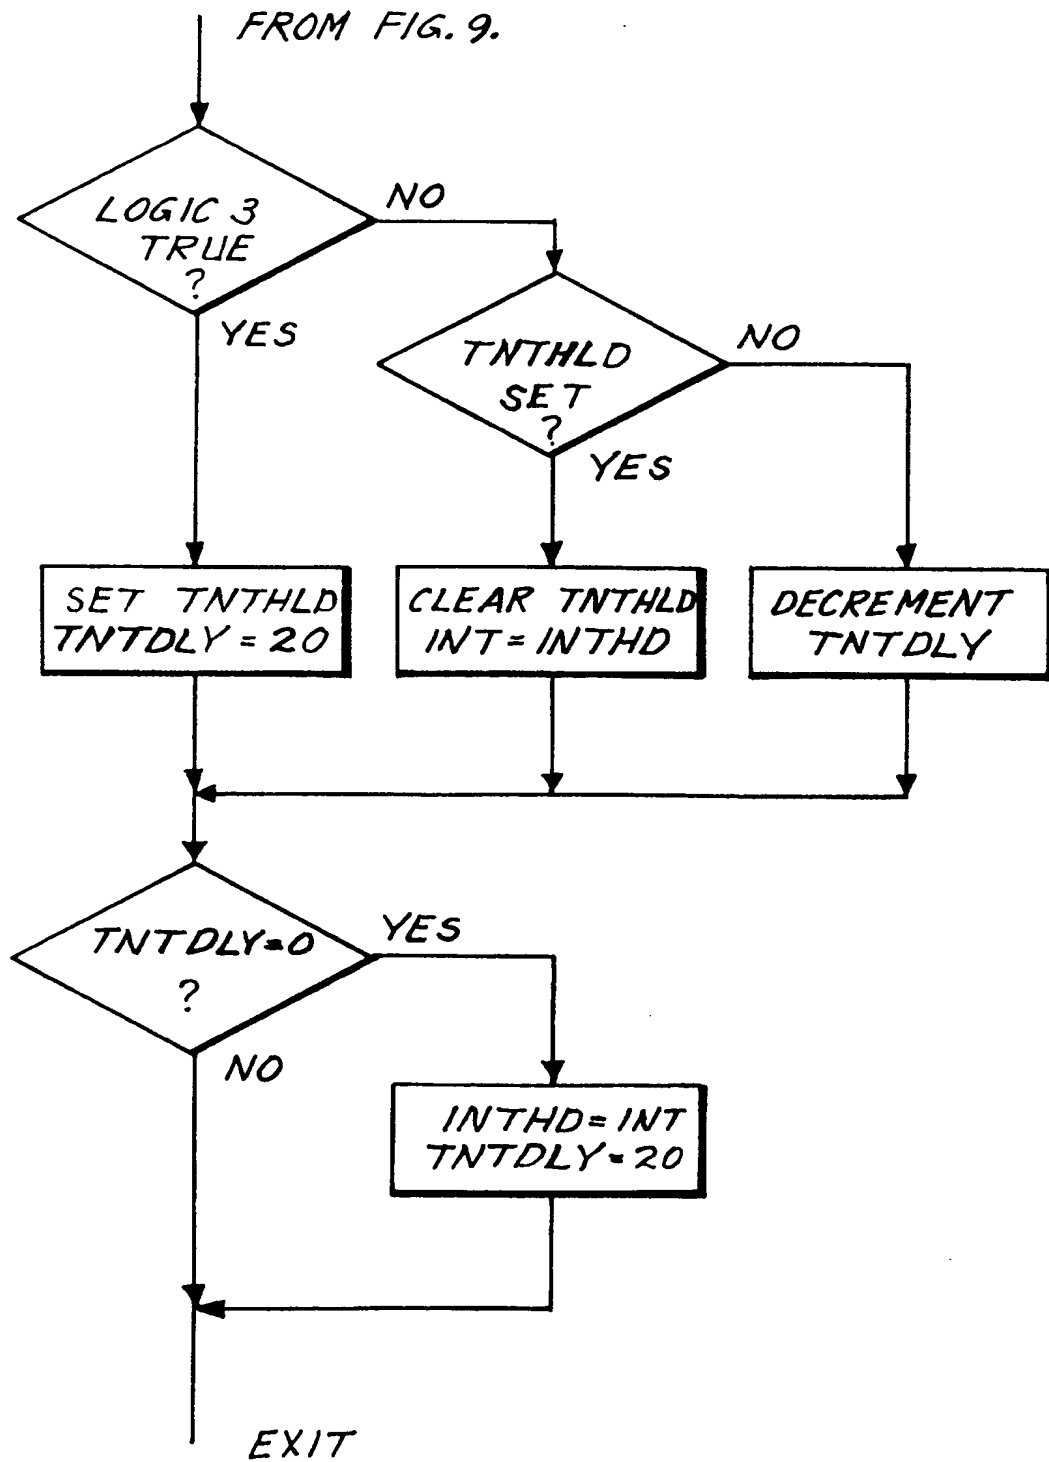 FROM FIG. 9.
LOGIC 3
TRUE
?
NO
YES
TNTHLD
SET
?
NO
YES
SET TNTHLD
TNTDLY = 20
CLEAR TNTHLD
INT = INTHD
DECREMENT
TNTDLY
TNTDLY=0
?
YES
NO
INTHD = INT
TNTDLY=20
EXIT